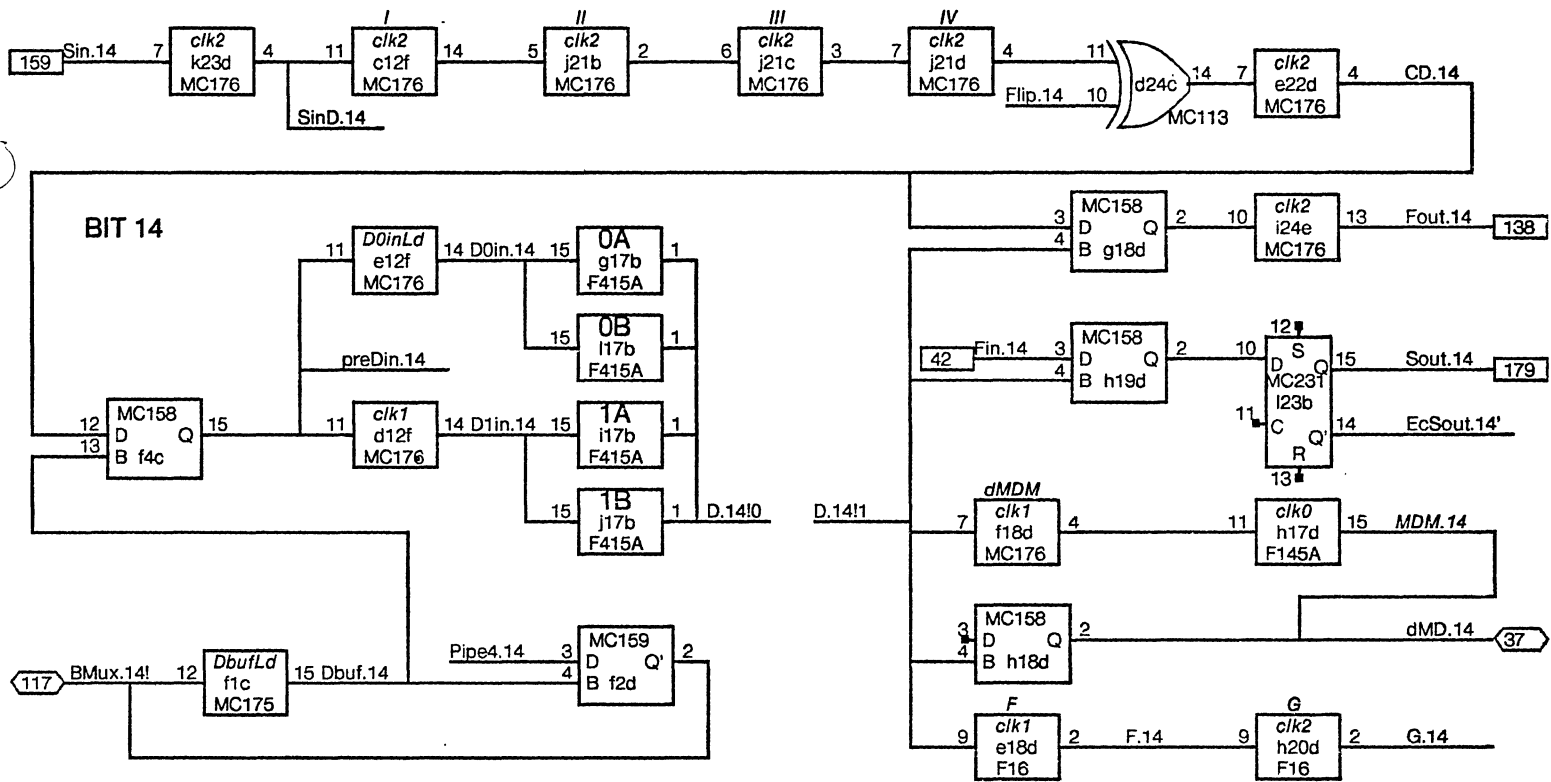 I II III IV
159 Sin.14 7 clk2 k23d MC176 4 11 clk2 c12f MC176 14 5 clk2 j21b MC176 2 6 clk2 j21c MC176 3 7 clk2 j21d MC176 4 11 d24c 14 MC113 7 clk2 e22d MC176 4 CD.14
Flip.14 10
SinD.14
BIT 14
3 4 MC158 D Q B g18d 2 10 clk2 i24e MC176 13 Fout.14 138
11 D0inLd e12f MC176 14 D0in.14 15 0A g17b F415A 1
15 0B l17b F415A 1
preDin.14
42 Fin.14 3 4 MC158 D Q B h19d 2 10 12 S D Q MC231 l23b 11 C Q' R 13 15 Sout.14 179
14 EcSout.14'
12 13 MC158 D Q B f4c 15 11 clk1 d12f MC176 14 D1in.14 15 1A i17b F415A 1
15 1B j17b F415A 1 D.14!0 D.14!1
dMDM
7 clk1 f18d MC176 4 11 clk0 h17d F145A 15 MDM.14
3 4 MC158 D Q B h18d 2 dMD.14 37
117 BMux.14! 12 DbufLd f1c MC175 15 Dbuf.14 Pipe4.14 3 4 MC159 D Q' B f2d 2
F G
9 clk1 e18d F16 2 F.14 9 clk2 h20d F16 2 G.14